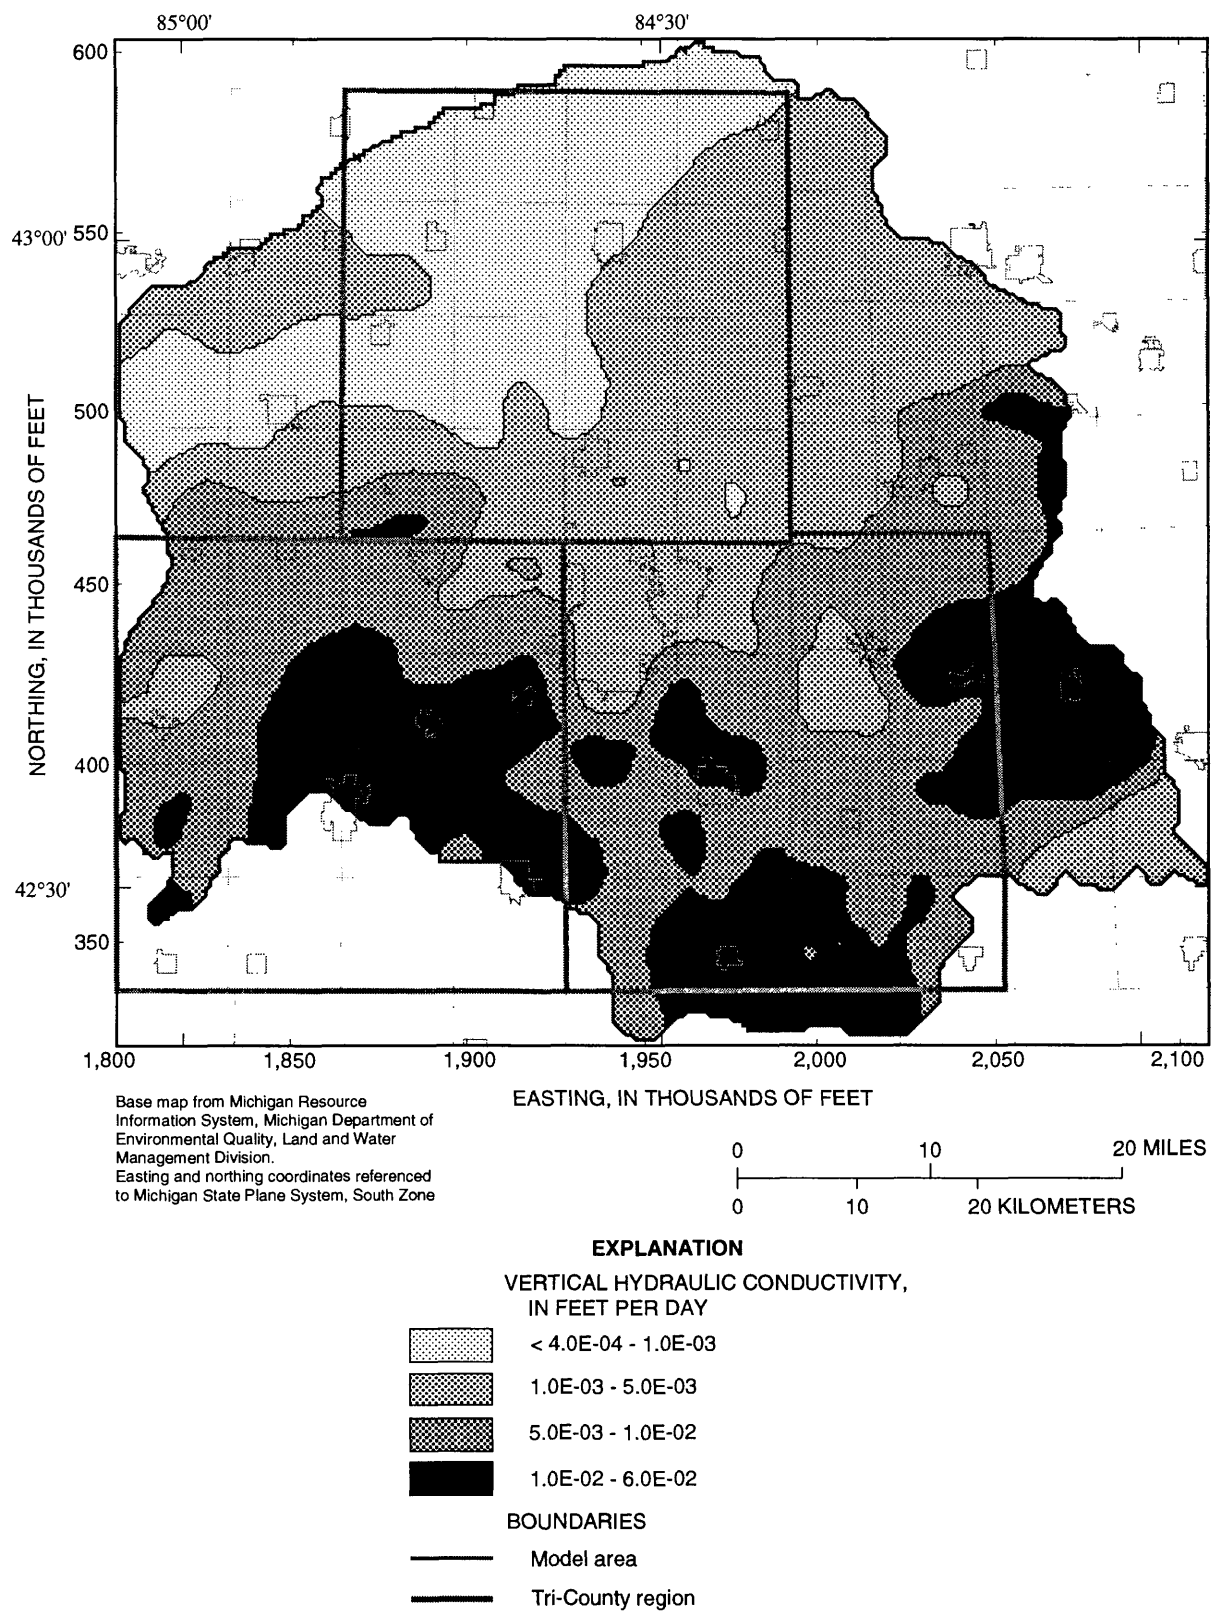 85°00' 84°30'
600
550
43°00'
500
450
400
42°30'
350
NORTHING, IN THOUSANDS OF FEET
1,800 1,850 1,900 1,950 2,000 2,050 2,100
EASTING, IN THOUSANDS OF FEET
Base map from Michigan Resource
Information System, Michigan Department of
Environmental Quality, Land and Water
Management Division.
Easting and northing coordinates referenced
to Michigan State Plane System, South Zone
0 10 20 MILES
0 10 20 KILOMETERS
EXPLANATION
VERTICAL HYDRAULIC CONDUCTIVITY,
IN FEET PER DAY
< 4.0E-04 - 1.0E-03
1.0E-03 - 5.0E-03
5.0E-03 - 1.0E-02
1.0E-02 - 6.0E-02
BOUNDARIES
Model area
Tri-County region